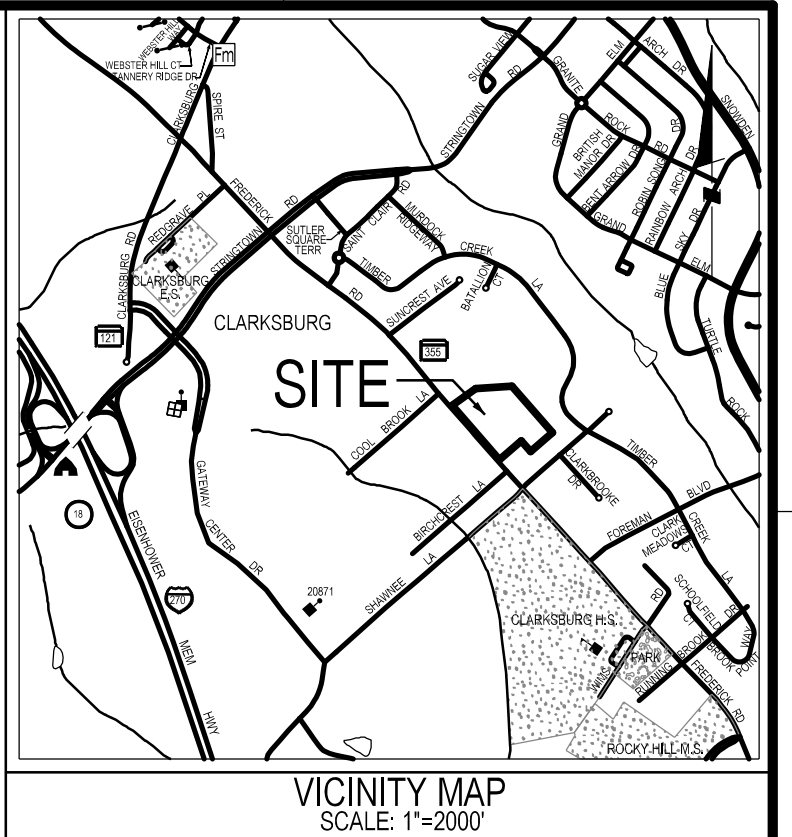 WEBSTER HILL
WAY
WEBSTER HILL CT
TANNERY RIDGE DR
Fm
CLARKSBURG
SPIRE ST
SUGAR VIEW
STRINGTOWN
RD
GRANITE
ELM
ARCH DR
SNOWDEN
GRAND
ROCK
DR
BRITISH
MANOR DR
BENT ARROW DR
ROBIN SONG
RD
RAINBOW ARCH DR
SKY DR
BLUE
GRAND
ELM
TURTLE
ROCK
FREDERICK
RD
REDGRAVE PL
STRINGTOWN
RD
CLARKSBURG RD
CLARKSBURG
E.S.
SUTLER
SQUARE
TERR
SAINT CLAIR
RD
MURDOCK
RIDGEWAY
TIMBER
CREEK
LA
SUNCREST AVE
BATALLION
CT
CLARKSBURG
121
355
SITE
COOL BROOK LA
BIRCHCREST LA
CLARKBROOKE
DR
TIMBER
CREEK
LA
FOREMAN BLVD
CLARK
MEADOWS CT
GATEWAY
CENTER DR
18
EISENHOWER
MEM
HWY
270
20871
SHAWNEE LA
CLARKSBURG H.S.
PARK
RD
WIMS
SCHOOLFIELD
CT
RUNNING BROOK DR
BROOK
POINT
WAY
FREDERICK RD
ROCKY HILL M.S.
VICINITY MAP
SCALE: 1"=2000'